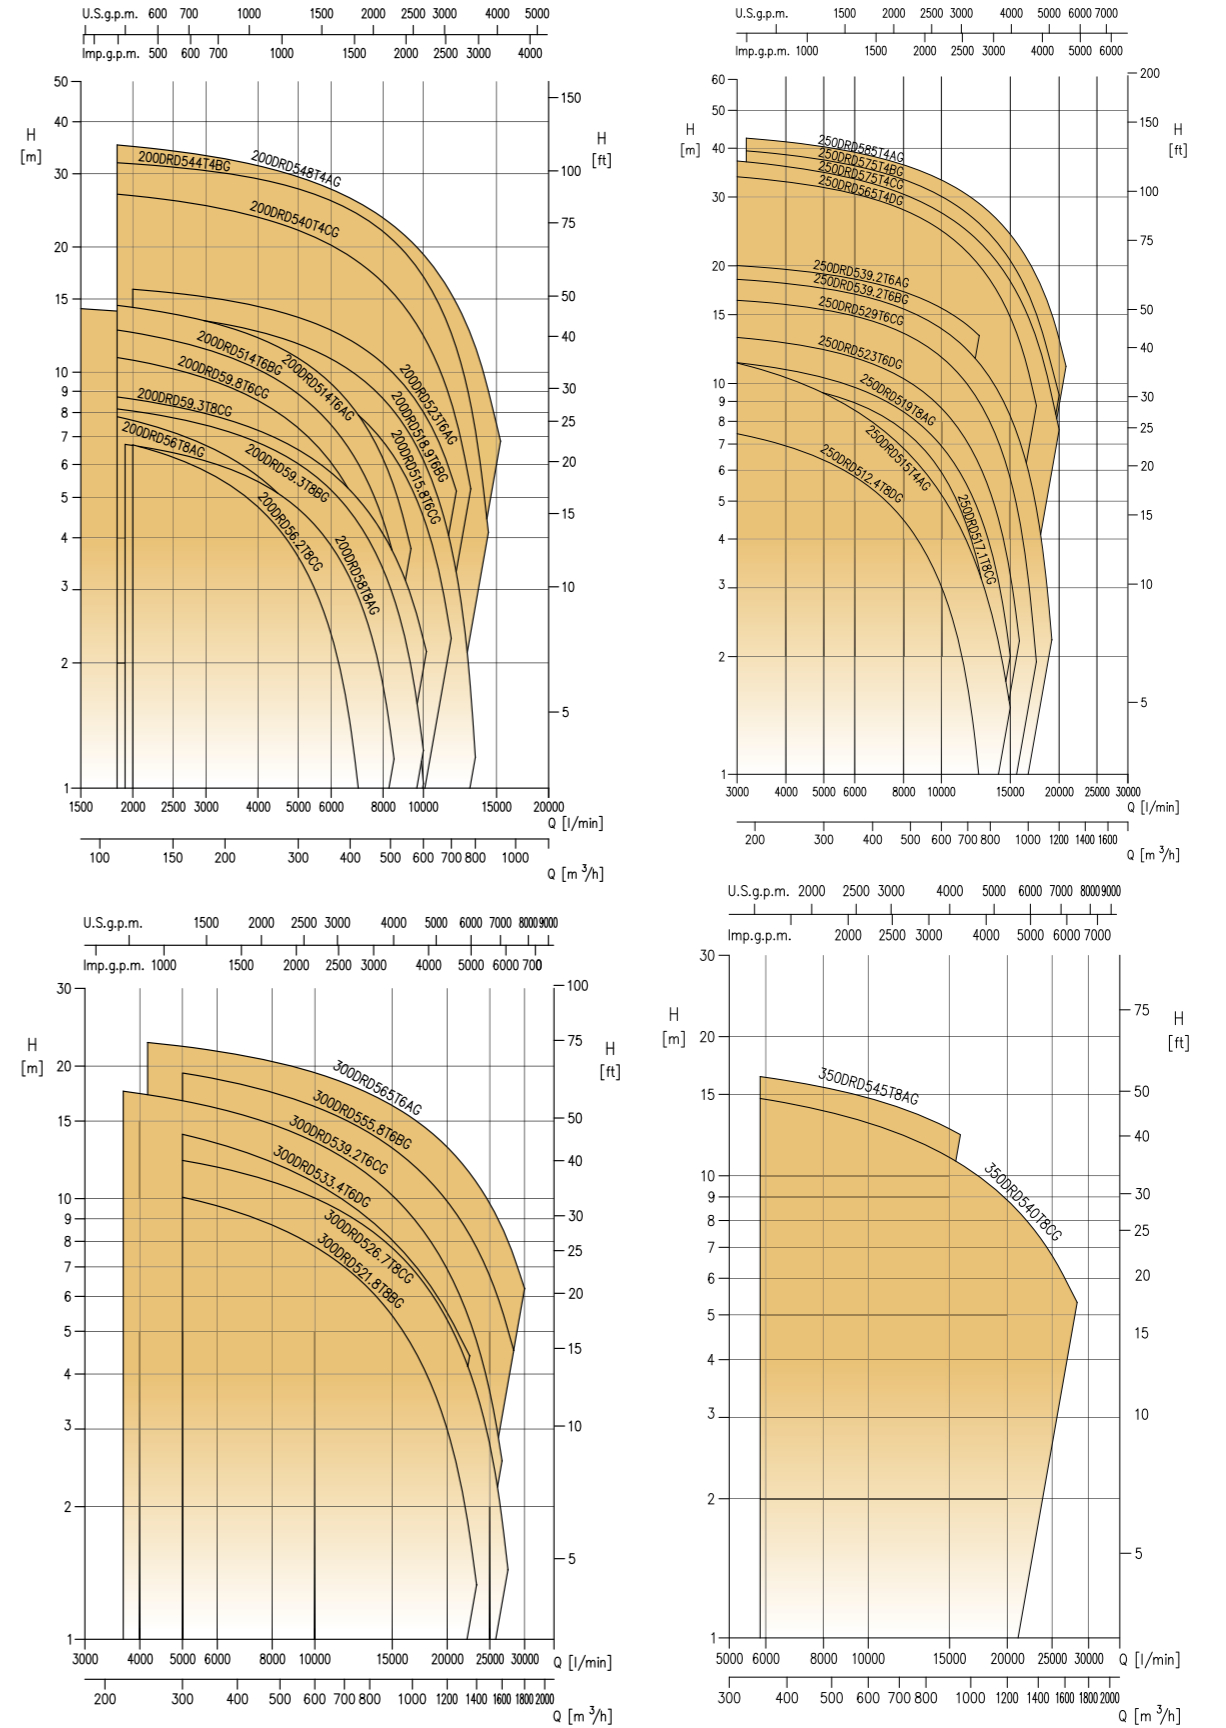 U.S.g.p.m. 600 700 1000 1500 2000 2500 3000 4000 5000
Imp.g.p.m. 500 600 700 1000 1500 2000 2500 3000 4000
H [m]
H [ft]
50 40 30 20 15 10 9 8 7 6 5 4 3 2 1
150 100 75 50 40 30 25 20 15 10 5
200DRD548T4AG
200DRD544T4BG
200DRD540T4CG
200DRD514T6BG
200DRD514T6AG
200DRD523T6AG
200DRD59.8T6CG
200DRD518.9T6BG
200DRD59.3T8CG
200DRD515.8T6CG
200DRD56T8AG
200DRD59.3T8BG
200DRD56.2T8CG
200DRD58T8AG
1500 2000 2500 3000 4000 5000 6000 8000 10000 15000 20000
Q [l/min]
100 150 200 300 400 500 600 700 800 1000
Q [m³/h]
U.S.g.p.m. 1500 2000 2500 3000 4000 5000 6000 7000
Imp.g.p.m. 1000 1500 2000 2500 3000 4000 5000 6000
H [m]
H [ft]
60 50 40 30 20 15 10 9 8 7 6 5 4 3 2 1
200 150 100 75 50 40 30 25 20 15 10 5
250DRD585T4AG
250DRD575T4BG
250DRD575T4CG
250DRD565T4DG
250DRD539.2T6AG
250DRD539.2T6BG
250DRD529T6CG
250DRD523T6DG
250DRD519T8AG
250DRD515T4AG
250DRD512.4T8DG
250DRD517.1T8CG
3000 4000 5000 6000 8000 10000 15000 20000 25000 30000
Q [l/min]
200 300 400 500 600 700 800 1000 1200 1400 1600
Q [m³/h]
U.S.g.p.m. 1500 2000 2500 3000 4000 5000 6000 7000 8000 9000
Imp.g.p.m. 1000 1500 2000 2500 3000 4000 5000 6000 700
H [m]
H [ft]
30 20 15 10 9 8 7 6 5 4 3 2 1
100 75 50 40 30 25 20 15 10 5
300DRD565T6AG
300DRD555.8T6BG
300DRD539.2T6CG
300DRD533.4T6DG
300DRD526.7T8CG
300DRD521.8T8BG
3000 4000 5000 6000 8000 10000 15000 20000 25000 30000 Q [l/min]
200 300 400 500 600 700 800 1000 1200 1600 1800 2000
Q [m³/h]
U.S.g.p.m. 2000 2500 3000 4000 5000 6000 7000 8000 9000
Imp.g.p.m. 2000 2500 3000 4000 5000 6000 7000
H [m]
H [ft]
30 20 15 10 9 8 7 6 5 4 3 2 1
75 50 40 30 25 20 15 10 5
350DRD545T8AG
350DRD540T8CG
5000 6000 8000 10000 15000 20000 25000 30000 Q [l/min]
300 400 500 600 700 800 1000 1200 1400 1600 1800 2000
Q [m³/h]